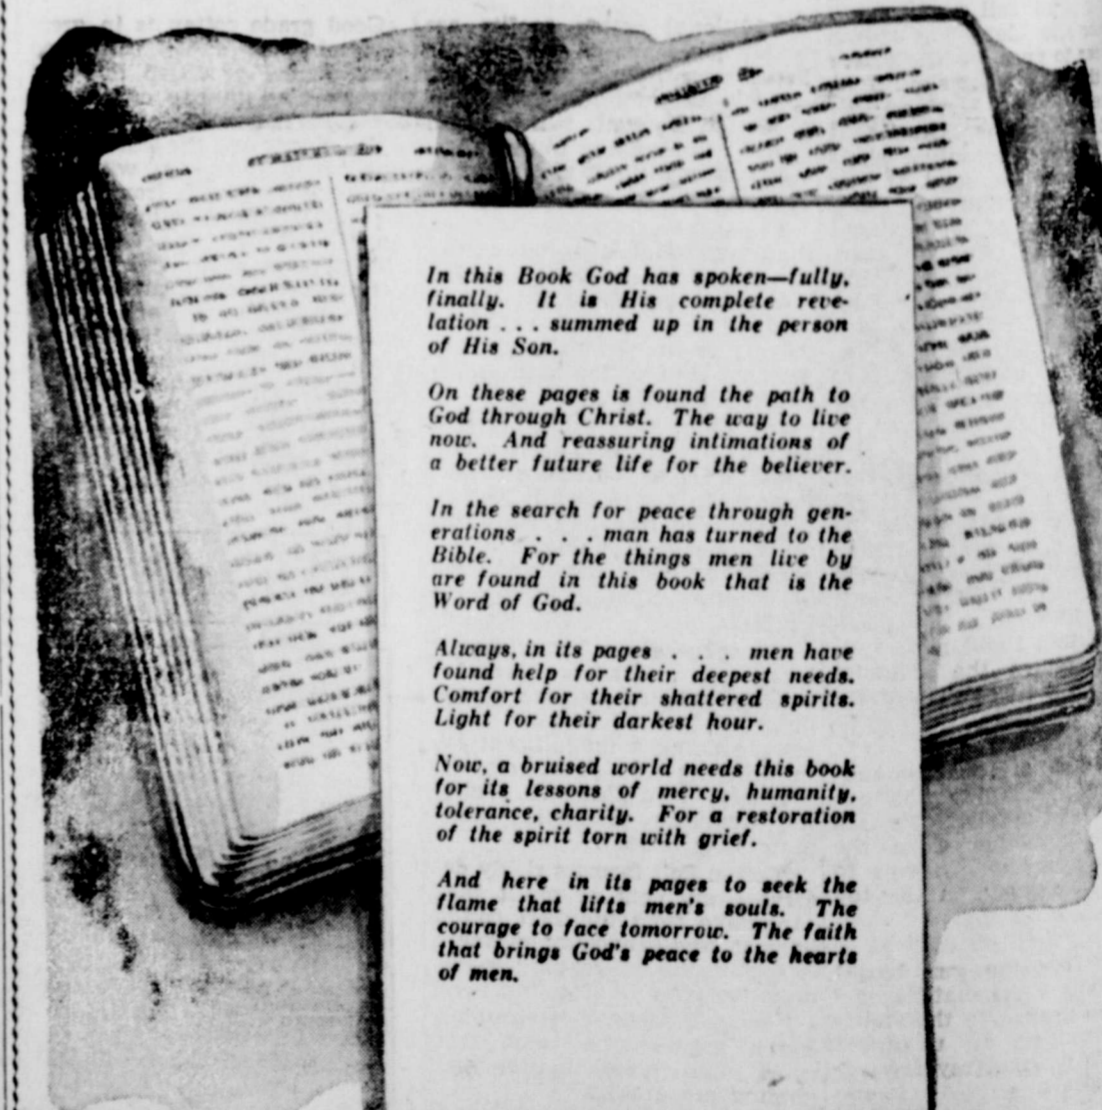 In this Book God has spoken—fully,
finally. It is His complete reve-
lation . . . summed up in the person
of His Son.
On these pages is found the path to
God through Christ. The way to live
now. And reassuring intimations of
a better future life for the believer.
In the search for peace through gen-
erations . . . man has turned to the
Bible. For the things men live by
are found in this book that is the
Word of God.
Always, in its pages . . . men have
found help for their deepest needs.
Comfort for their shattered spirits.
Light for their darkest hour.
Now, a bruised world needs this book
for its lessons of mercy, humanity,
tolerance, charity. For a restoration
of the spirit torn with grief.
And here in its pages to seek the
flame that lifts men's souls. The
courage to face tomorrow. The faith
that brings God's peace to the hearts
of men.